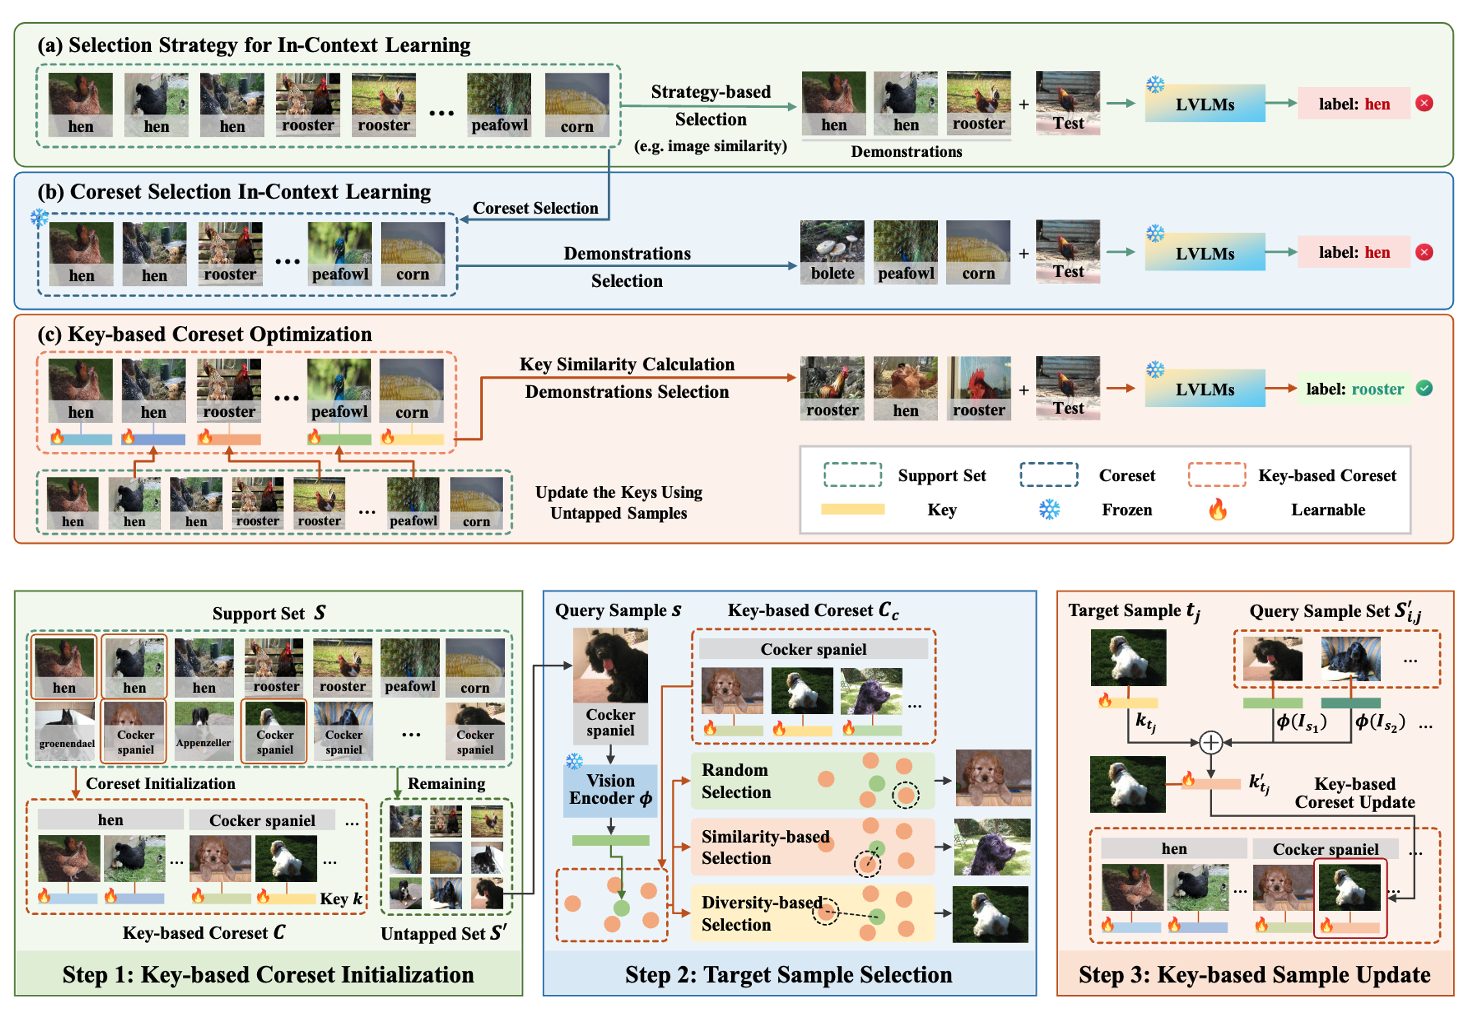 (a) Selection Strategy for In-Context Learning
hen hen hen rooster rooster ... peafowl corn
Strategy-based
Selection
(e.g. image similarity)
hen hen rooster + Test
Demonstrations
LVLMs
label: hen
(b) Coreset Selection In-Context Learning
Coreset Selection
hen hen rooster ... peafowl corn
Demonstrations
Selection
bolete peafowl corn + Test
LVLMs
label: hen
(c) Key-based Coreset Optimization
hen hen rooster ... peafowl corn
Key Similarity Calculation
Demonstrations Selection
rooster hen rooster + Test
LVLMs
label: rooster
hen hen hen rooster rooster ... peafowl corn
Update the Keys Using
Untapped Samples
Support Set Coreset Key-based Coreset
Key Frozen Learnable
Support Set S
hen hen hen rooster rooster peafowl corn
groenendael Cocker spaniel Appenzeller Cocker spaniel Cocker spaniel ... Cocker spaniel
Coreset Initialization
Remaining
hen Cocker spaniel ...
... ...
Key k
Key-based Coreset C
Untapped Set S'
Step 1: Key-based Coreset Initialization
Query Sample s
Cocker
spaniel
Vision
Encoder ϕ
Key-based Coreset C_c
Cocker spaniel
...
Random
Selection
Similarity-based
Selection
Diversity-based
Selection
Step 2: Target Sample Selection
Target Sample t_j
Query Sample Set S'_{i,j}
...
k_{t_j}
ϕ(I_{s_1}) ϕ(I_{s_2}) ...
k'_{t_j}
Key-based
Coreset Update
hen Cocker spaniel ...
... ...
Step 3: Key-based Sample Update